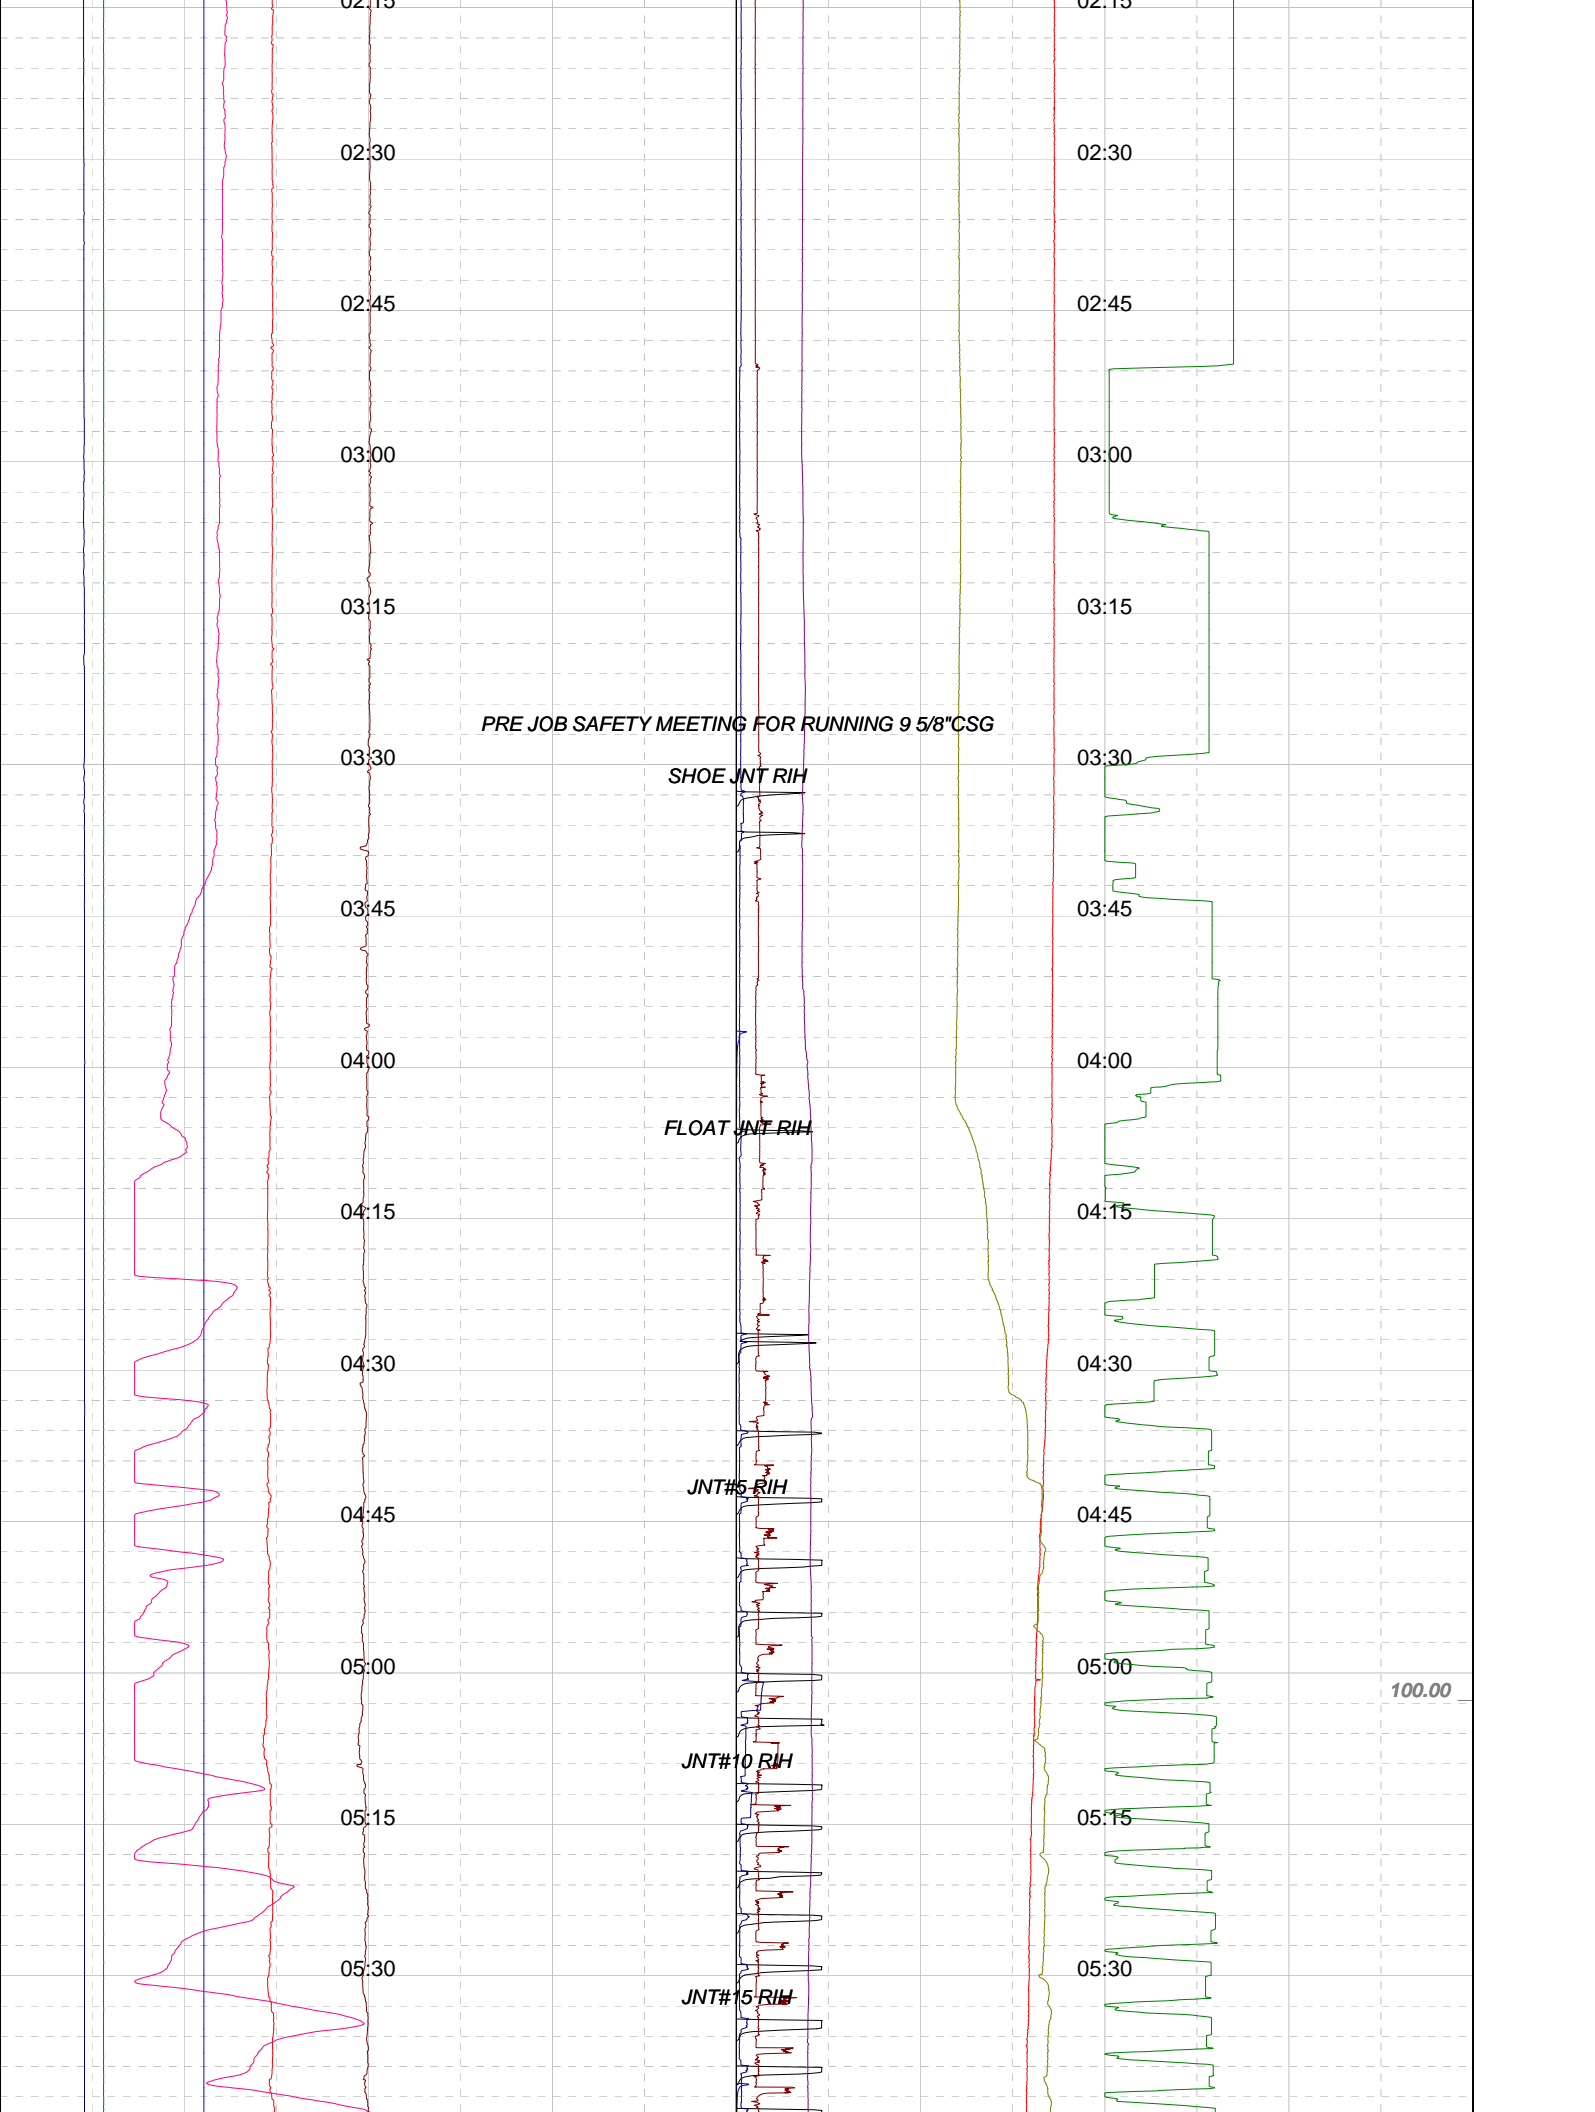 02:15 02:15
02:30 02:30
02:45 02:45
03:00 03:00
03:15 03:15
PRE JOB SAFETY MEETING FOR RUNNING 9 5/8"CSG
03:30 03:30
SHOE JNT RIH
03:45 03:45
04:00 04:00
FLOAT JNT RIH
04:15 04:15
04:30 04:30
JNT#5 RIH
04:45 04:45
05:00 05:00
100.00
JNT#10 RIH
05:15 05:15
05:30 05:30
JNT#15 RIH